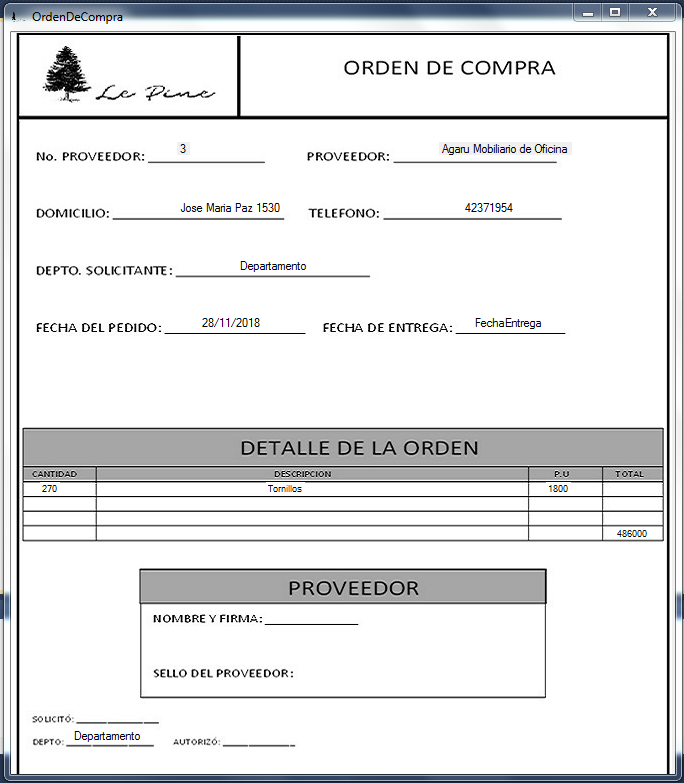 OrdenDeCompra
Le Pine
ORDEN DE COMPRA
No. PROVEEDOR: 3 PROVEEDOR: Agaru Mobiliario de Oficina
DOMICILIO: Jose Maria Paz 1530 TELEFONO: 42371954
DEPTO. SOLICITANTE: Departamento
FECHA DEL PEDIDO: 28/11/2018 FECHA DE ENTREGA: FechaEntrega
DETALLE DE LA ORDEN
CANTIDAD DESCRIPCION P.U TOTAL
270 Tornillos 1800
486000
PROVEEDOR
NOMBRE Y FIRMA:
SELLO DEL PROVEEDOR:
SOLICITÓ:
DEPTO: Departamento AUTORIZÓ: